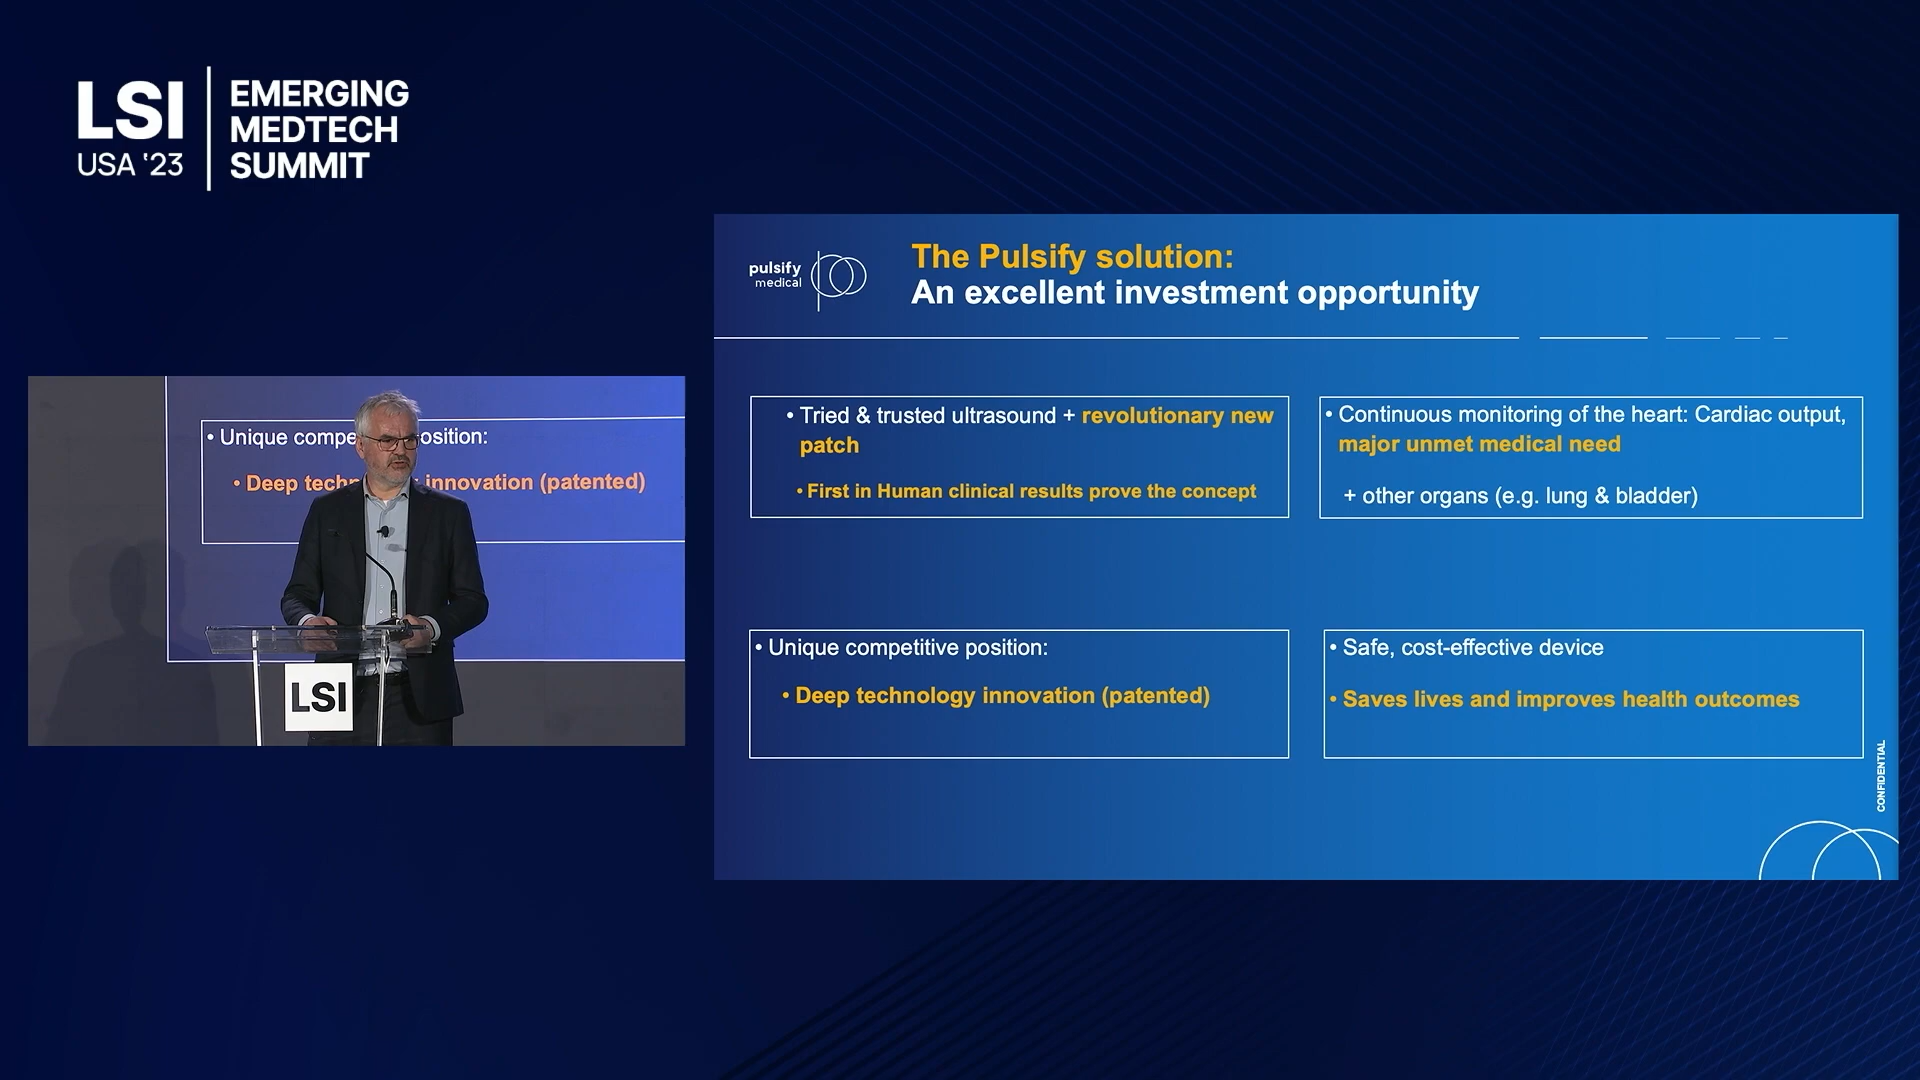 LSI
USA '23
EMERGING
MEDTECH
SUMMIT
pulsify
medical
The Pulsify solution:
An excellent investment opportunity
• Tried & trusted ultrasound + revolutionary new
patch
• First in Human clinical results prove the concept
• Continuous monitoring of the heart: Cardiac output,
major unmet medical need
+ other organs (e.g. lung & bladder)
• Unique competitive position:
• Deep technology innovation (patented)
• Safe, cost-effective device
• Saves lives and improves health outcomes
CONFIDENTIAL
• Unique compe osition:
• Deep techn innovation (patented)
LSI